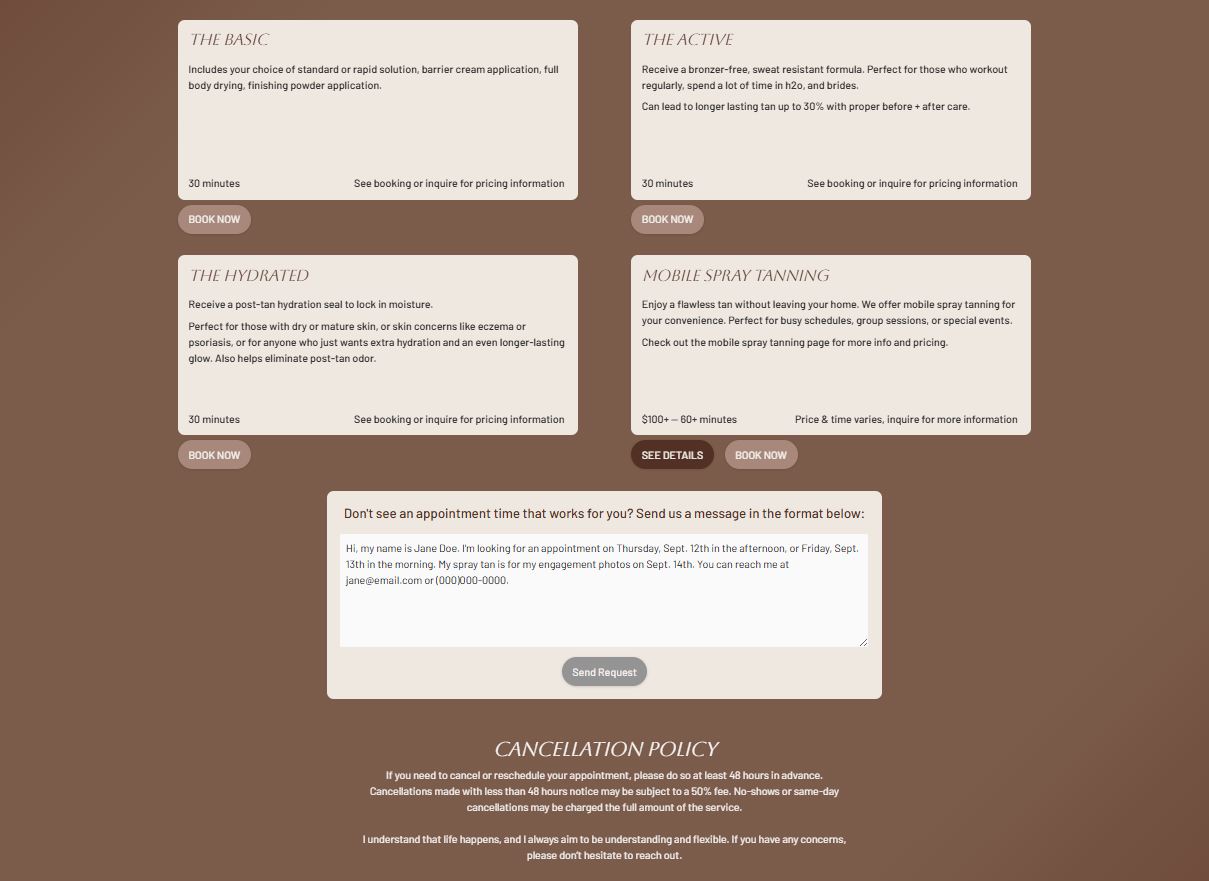 THE BASIC
Includes your choice of standard or rapid solution, barrier cream application, full
body drying, finishing powder application.
30 minutes
See booking or inquire for pricing information
BOOK NOW
THE ACTIVE
Receive a bronzer-free, sweat resistant formula. Perfect for those who workout
regularly, spend a lot of time in h2o, and brides.
Can lead to longer lasting tan up to 30% with proper before + after care.
30 minutes
See booking or inquire for pricing information
BOOK NOW
THE HYDRATED
Receive a post-tan hydration seal to lock in moisture.
Perfect for those with dry or mature skin, or skin concerns like eczema or
psoriasis, or for anyone who just wants extra hydration and an even longer-lasting
glow. Also helps eliminate post-tan odor.
30 minutes
See booking or inquire for pricing information
BOOK NOW
MOBILE SPRAY TANNING
Enjoy a flawless tan without leaving your home. We offer mobile spray tanning for
your convenience. Perfect for busy schedules, group sessions, or special events.
Check out the mobile spray tanning page for more info and pricing.
$100+ — 60+ minutes
Price & time varies, inquire for more information
SEE DETAILS
BOOK NOW
Don't see an appointment time that works for you? Send us a message in the format below:
Hi, my name is Jane Doe. I'm looking for an appointment on Thursday, Sept. 12th in the afternoon, or Friday, Sept.
13th in the morning. My spray tan is for my engagement photos on Sept. 14th. You can reach me at
jane@email.com or (000)000-0000.
Send Request
CANCELLATION POLICY
If you need to cancel or reschedule your appointment, please do so at least 48 hours in advance.
Cancellations made with less than 48 hours notice may be subject to a 50% fee. No-shows or same-day
cancellations may be charged the full amount of the service.
I understand that life happens, and I always aim to be understanding and flexible. If you have any concerns,
please don't hesitate to reach out.